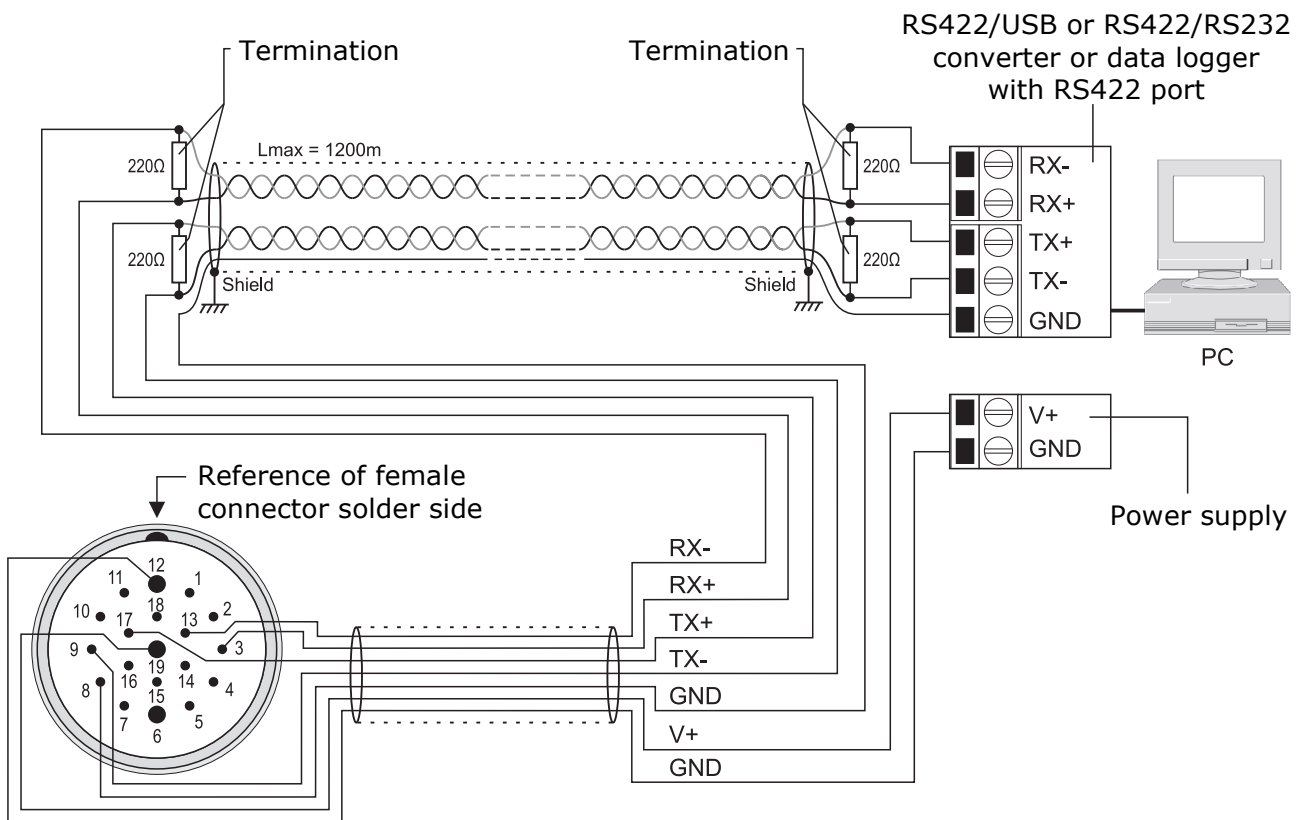 RS422/USB or RS422/RS232
converter or data logger
with RS422 port
Termination
Termination
220Ω
Lmax = 1200m
220Ω
RX-
RX+
220Ω
220Ω
TX+
TX-
GND
Shield
Shield
PC
V+
GND
Power supply
Reference of female
connector solder side
RX-
RX+
TX+
TX-
GND
V+
GND
12
11
1
10
18
2
17
13
9
3
19
16
14
8
4
15
7
5
6